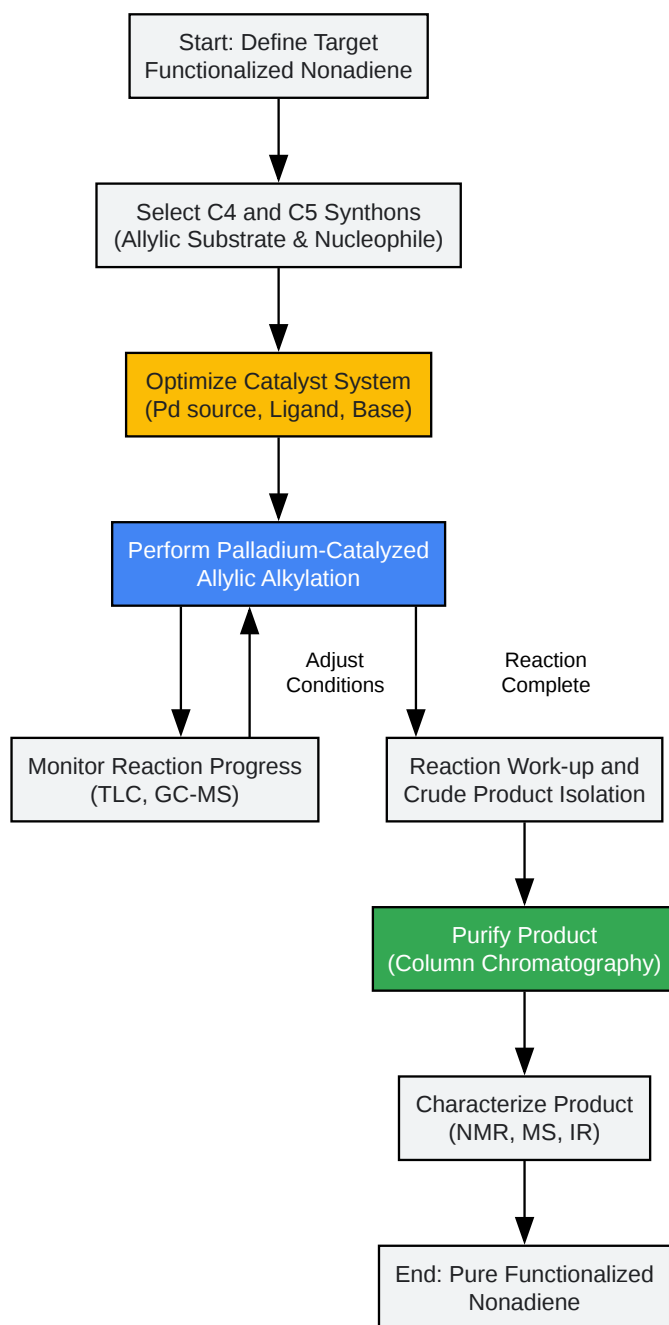 Start: Define Target
Functionalized Nonadiene
Select C4 and C5 Synthons
(Allylic Substrate & Nucleophile)
Optimize Catalyst System
(Pd source, Ligand, Base)
Perform Palladium-Catalyzed
Allylic Alkylation
Adjust
Conditions
Reaction
Complete
Monitor Reaction Progress
(TLC, GC-MS)
Reaction Work-up and
Crude Product Isolation
Purify Product
(Column Chromatography)
Characterize Product
(NMR, MS, IR)
End: Pure Functionalized
Nonadiene